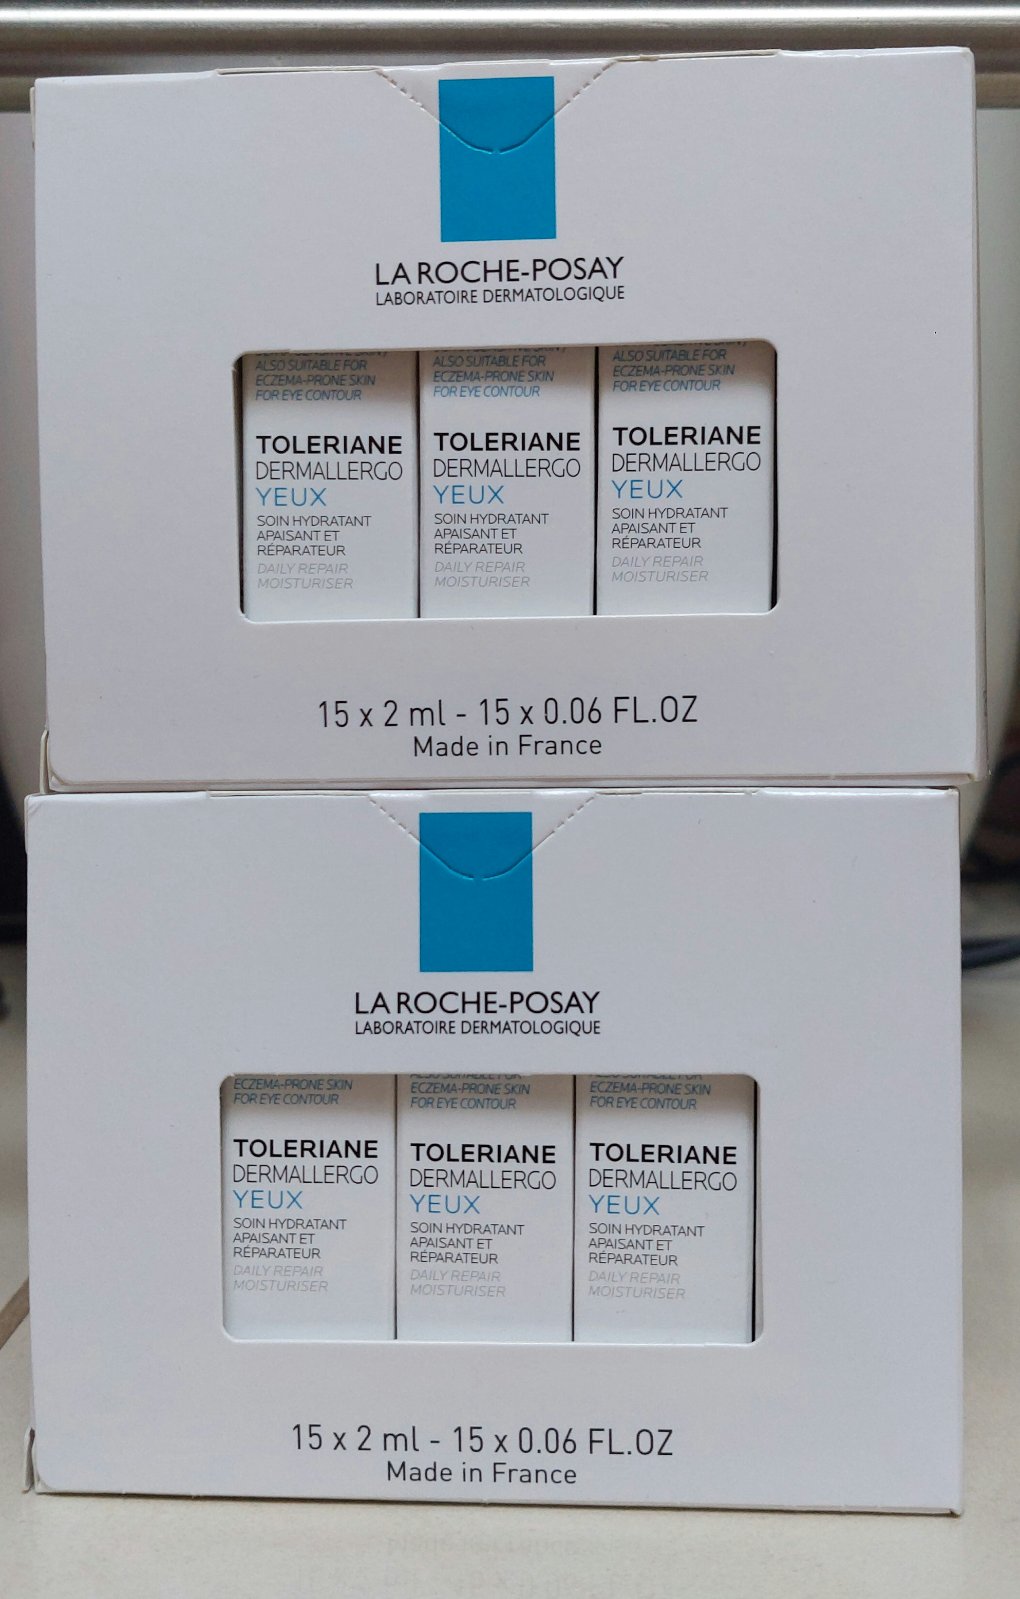 LA ROCHE-POSAY
LABORATOIRE DERMATOLOGIQUE
ALSO SUITABLE FOR
ECZEMA-PRONE SKIN
FOR EYE CONTOUR
TOLERIANE
DERMALLERGO
YEUX
SOIN HYDRATANT
APAISANT ET
RÉPARATEUR
DAILY REPAIR
MOISTURISER
ALSO SUITABLE FOR
ECZEMA-PRONE SKIN
FOR EYE CONTOUR
TOLERIANE
DERMALLERGO
YEUX
SOIN HYDRATANT
APAISANT ET
RÉPARATEUR
DAILY REPAIR
MOISTURISER
ALSO SUITABLE FOR
ECZEMA-PRONE SKIN
FOR EYE CONTOUR
TOLERIANE
DERMALLERGO
YEUX
SOIN HYDRATANT
APAISANT ET
RÉPARATEUR
DAILY REPAIR
MOISTURISER
15 x 2 ml - 15 x 0.06 FL.OZ
Made in France
LA ROCHE-POSAY
LABORATOIRE DERMATOLOGIQUE
ECZEMA-PRONE SKIN
FOR EYE CONTOUR
TOLERIANE
DERMALLERGO
YEUX
SOIN HYDRATANT
APAISANT ET
RÉPARATEUR
DAILY REPAIR
MOISTURISER
ECZEMA-PRONE SKIN
FOR EYE CONTOUR
TOLERIANE
DERMALLERGO
YEUX
SOIN HYDRATANT
APAISANT ET
RÉPARATEUR
DAILY REPAIR
MOISTURISER
ECZEMA-PRONE SKIN
FOR EYE CONTOUR
TOLERIANE
DERMALLERGO
YEUX
SOIN HYDRATANT
APAISANT ET
RÉPARATEUR
DAILY REPAIR
MOISTURISER
15 x 2 ml - 15 x 0.06 FL.OZ
Made in France